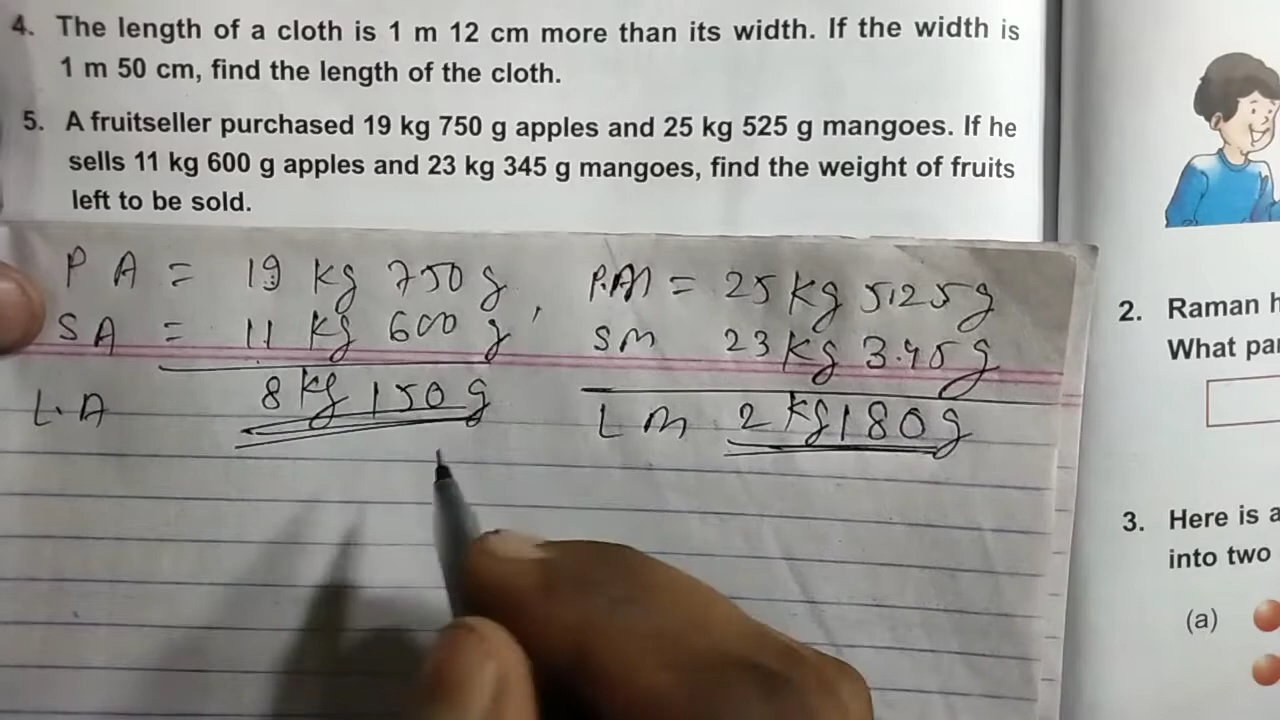 4. The length of a cloth is 1 m 12 cm more than its width. If the width is
1 m 50 cm, find the length of the cloth.
5. A fruitseller purchased 19 kg 750 g apples and 25 kg 525 g mangoes. If he
sells 11 kg 600 g apples and 23 kg 345 g mangoes, find the weight of fruits
left to be sold.
P A = 19 kg 750 g, P.M = 25 kg 525 g
S A = 11 kg 600 g S M 23 kg 345 g
L.A 8 kg 150 g L M 2 kg 180 g
2. Raman
What
3. Here is a
into two
(a)